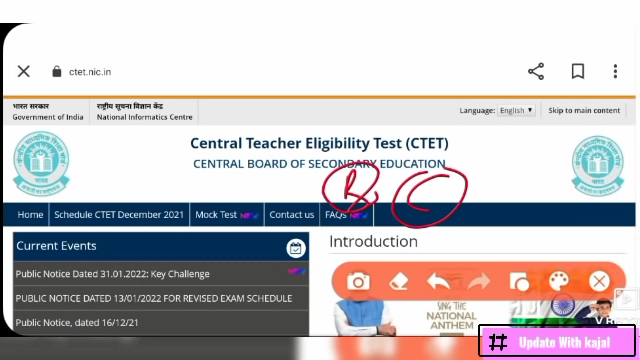 ctet.nic.in
भारत सरकार
Government of India
राष्ट्रीय सूचना विज्ञान केंद्र
National Informatics Centre
Language: English
Skip to main content
Central Teacher Eligibility Test (CTET)
CENTRAL BOARD OF SECONDARY EDUCATION
B, C
Home
Schedule CTET December 2021
Mock Test
Contact us
FAQs
Current Events
Public Notice Dated 31.01.2022: Key Challenge
PUBLIC NOTICE DATED 13/01/2022 FOR REVISED EXAM SCHEDULE
Public Notice, dated 16/12/21
Introduction
NATIONAL
ANTHEM
# Update With kajal